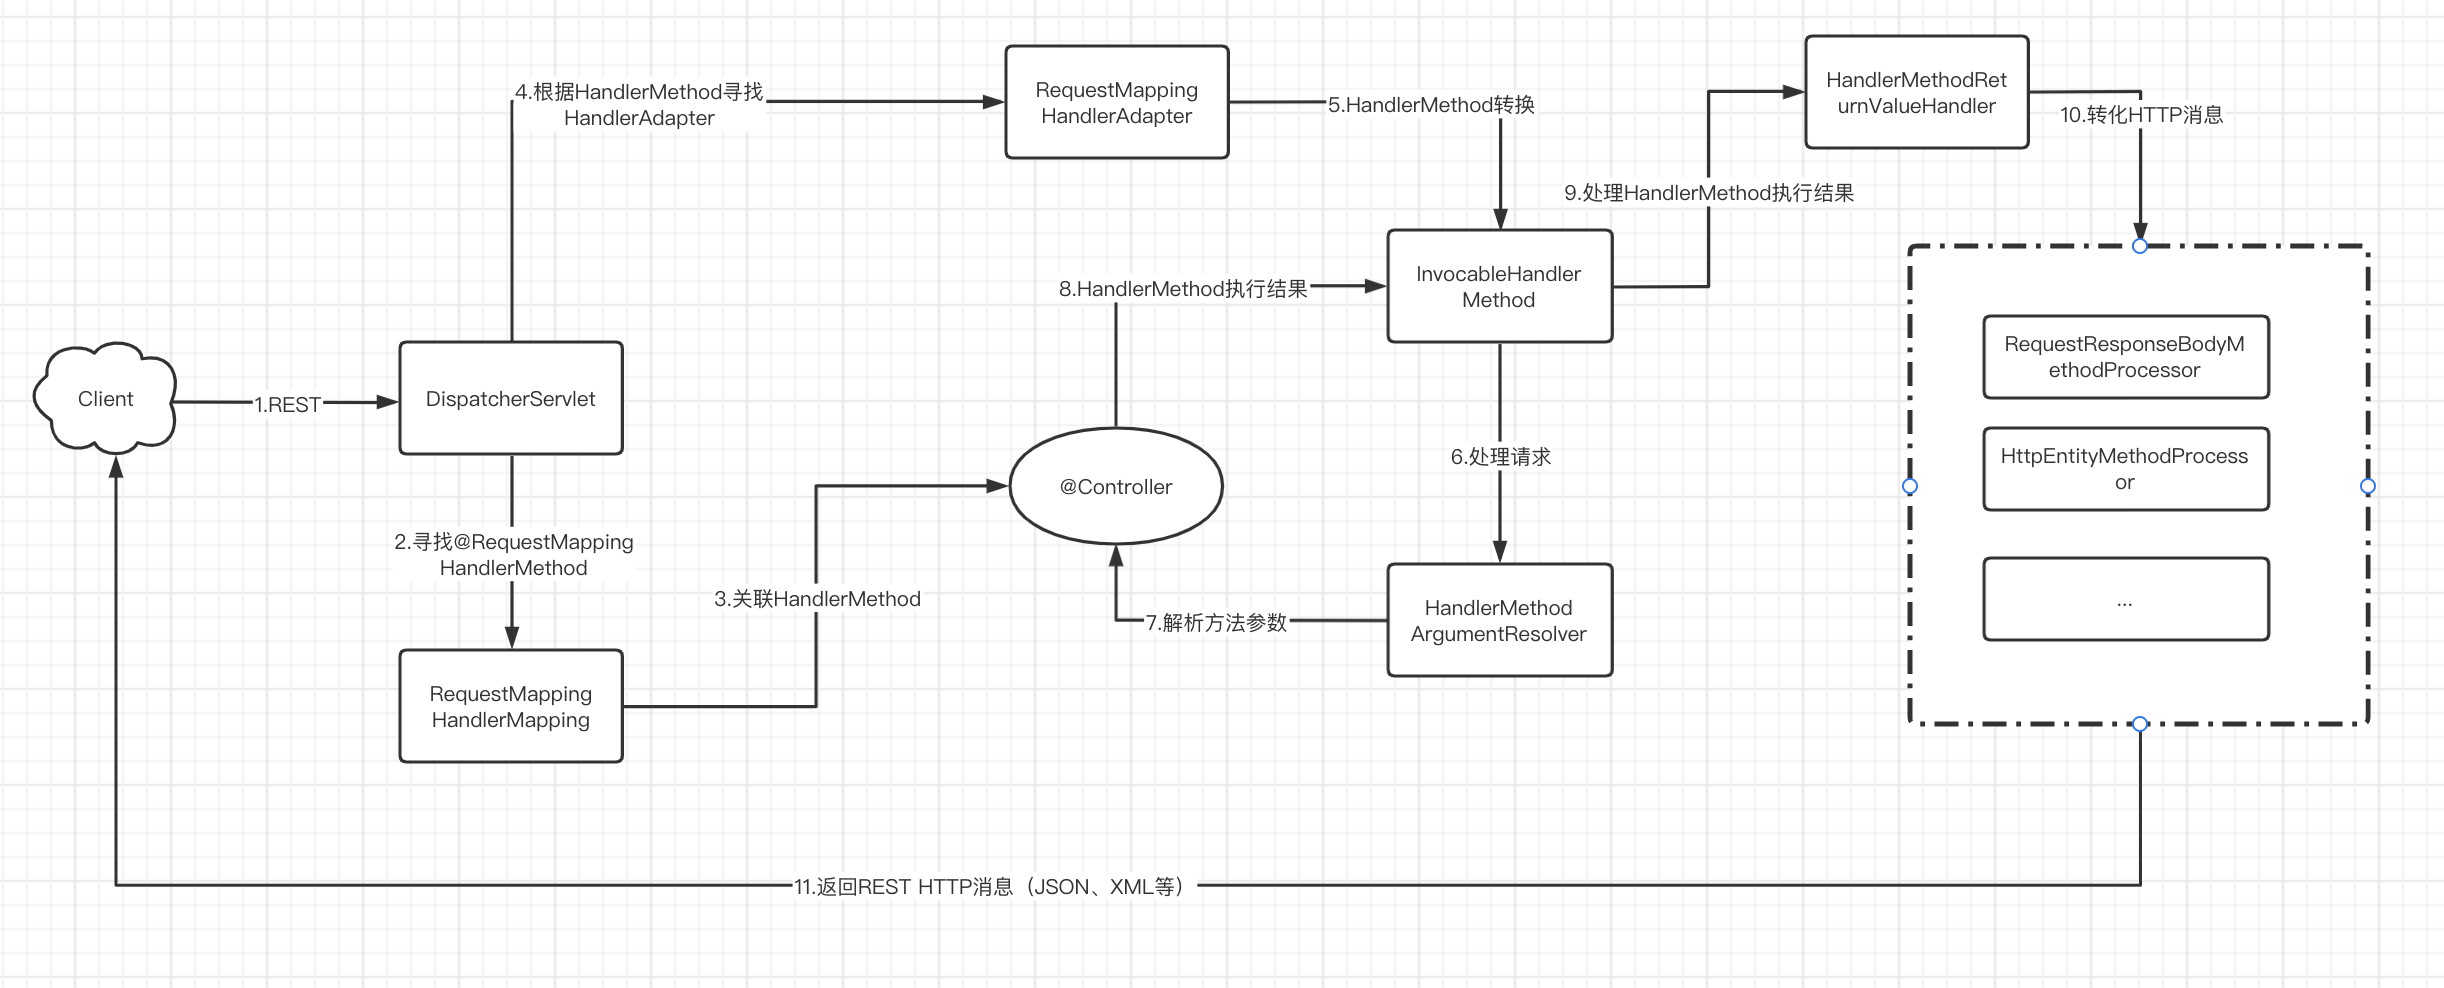 Client
1.REST
DispatcherServlet
2.寻找@RequestMapping
HandlerMethod
RequestMapping
HandlerMapping
3.关联HandlerMethod
@Controller
4.根据HandlerMethod寻找
HandlerAdapter
RequestMapping
HandlerAdapter
5.HandlerMethod转换
InvocableHandler
Method
6.处理请求
HandlerMethod
ArgumentResolver
7.解析方法参数
8.HandlerMethod执行结果
9.处理HandlerMethod执行结果
HandlerMethodRet
urnValueHandler
10.转化HTTP消息
RequestResponseBodyM
ethodProcessor
HttpEntityMethodProcess
or
...
11.返回REST HTTP消息（JSON、XML等）